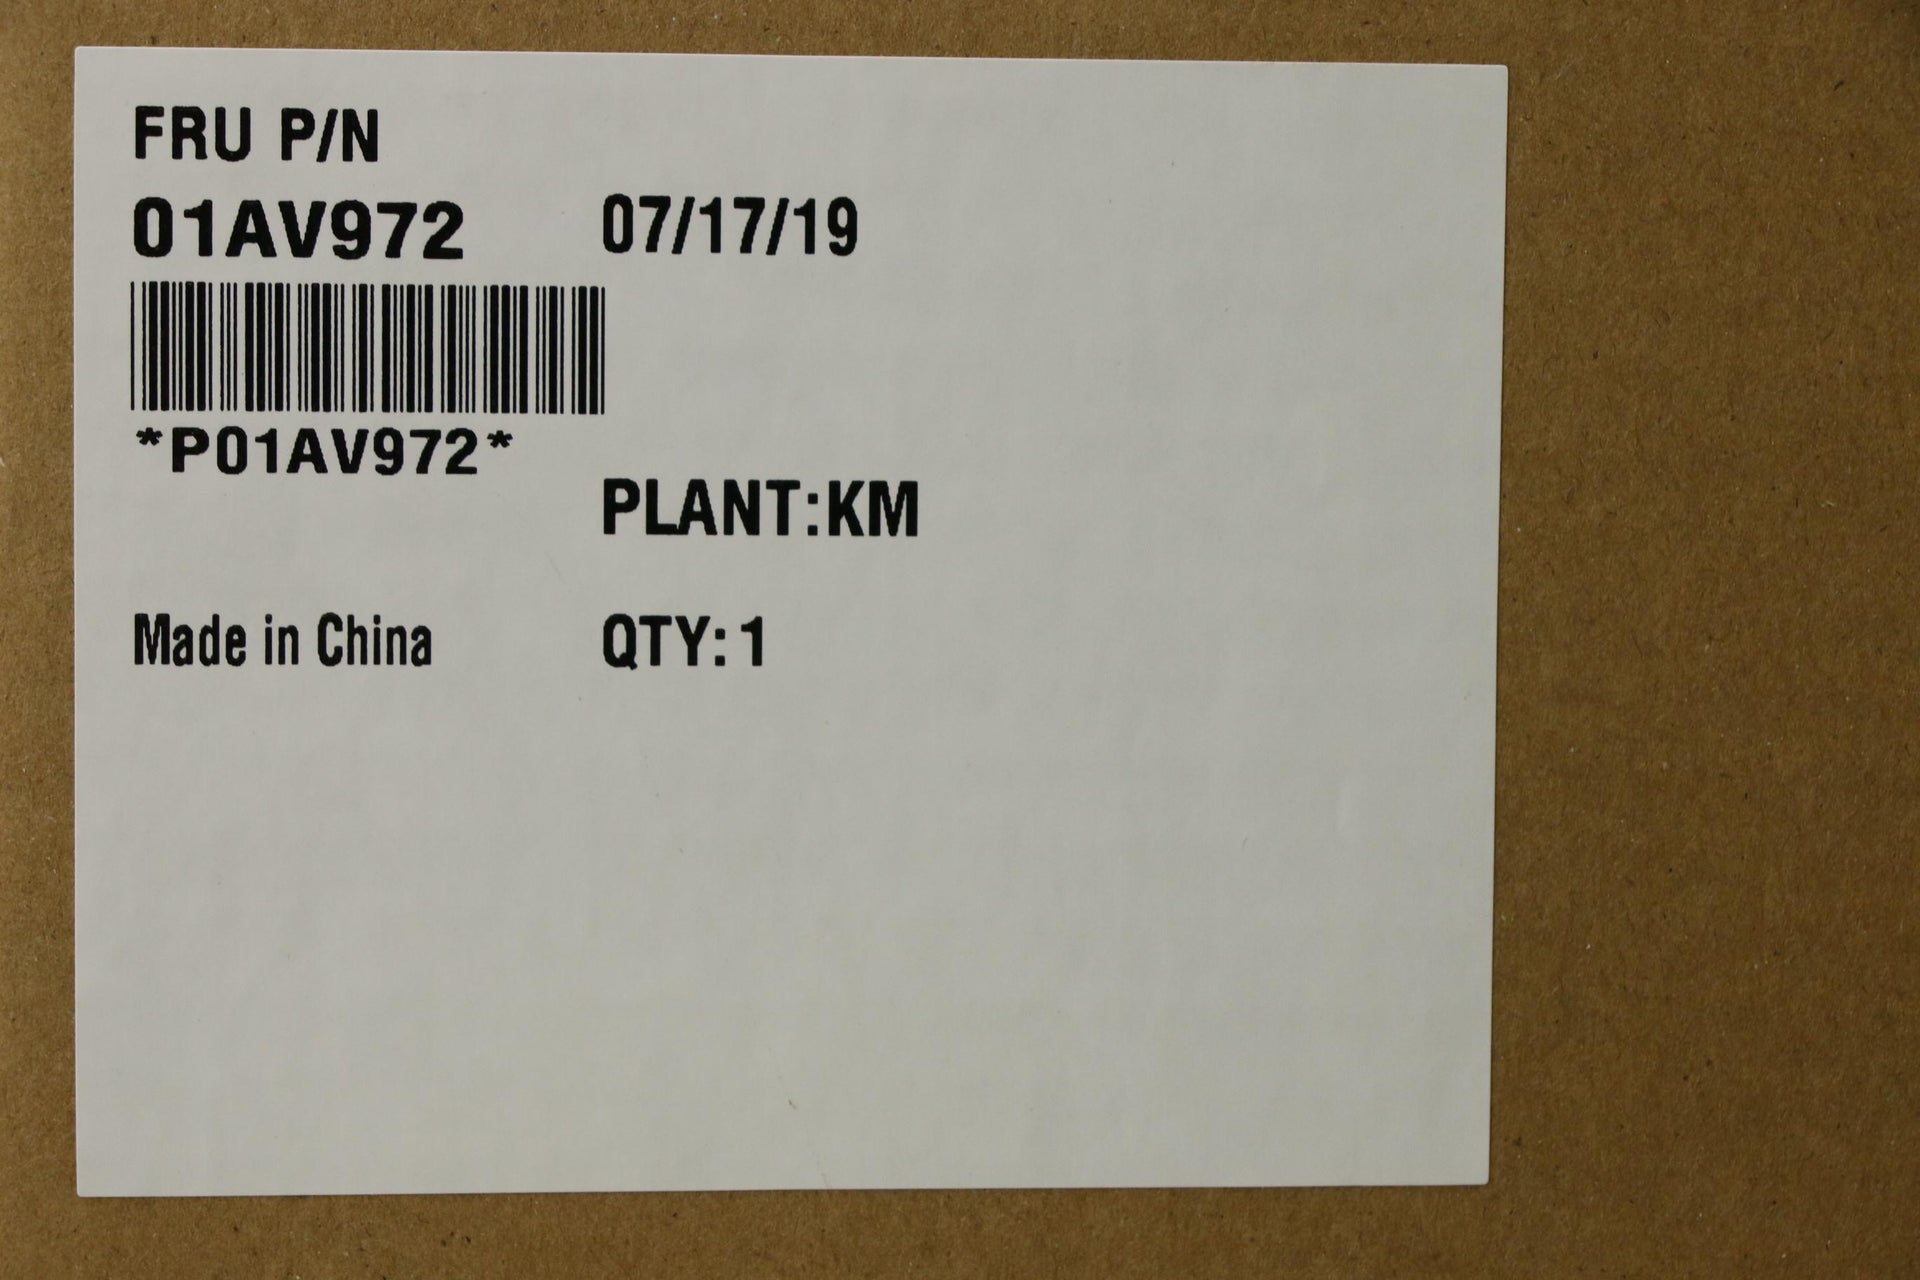 FRU P/N
01AV972 07/17/19
*P01AV972*
PLANT:KM
Made in China QTY: 1